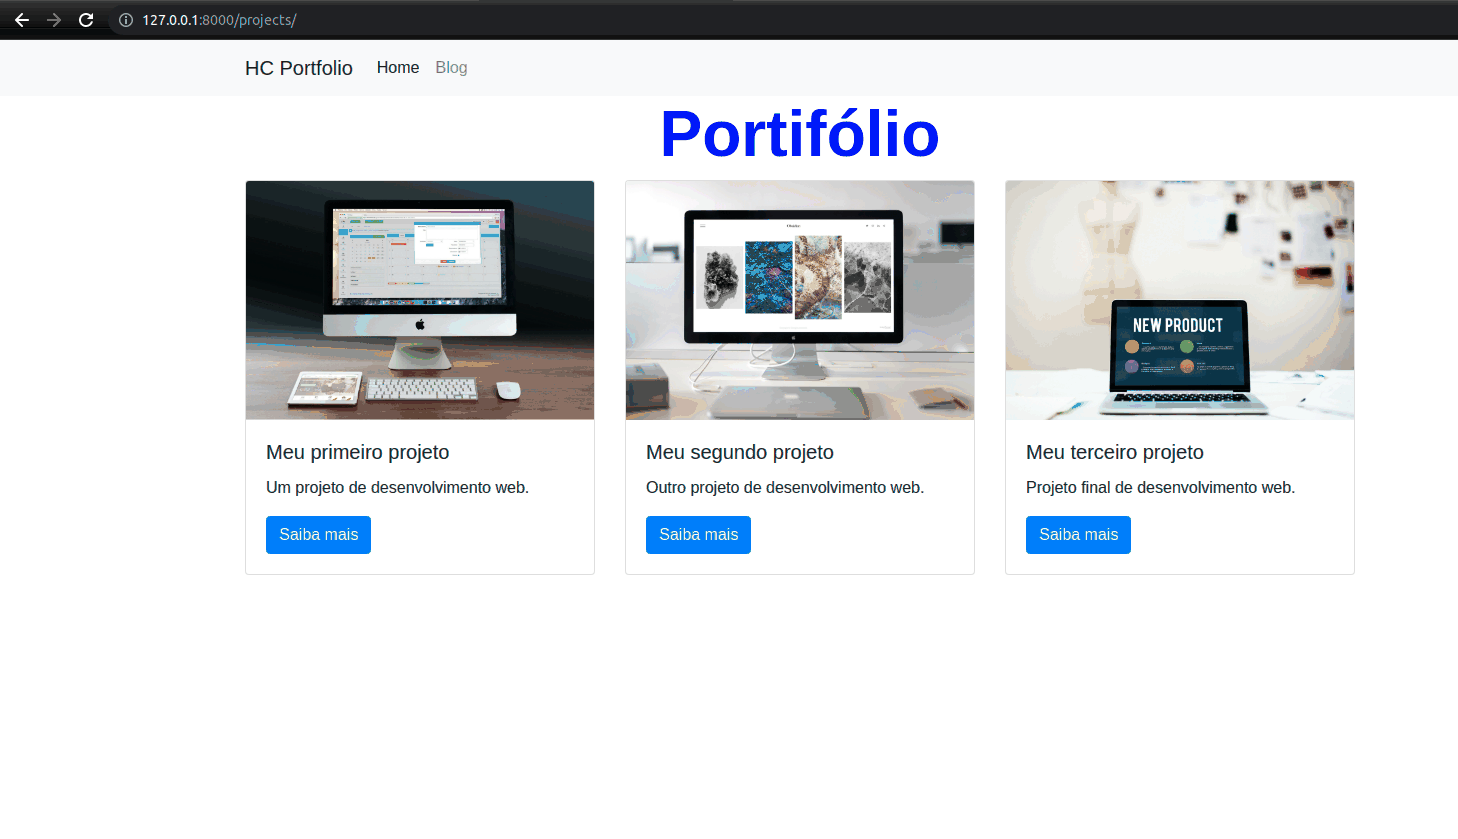 127.0.0.1:8000/projects/
HC Portfolio Home Blog
Portifólio
NEW PRODUCT
Meu primeiro projeto
Um projeto de desenvolvimento web.
Saiba mais
Meu segundo projeto
Outro projeto de desenvolvimento web.
Saiba mais
Meu terceiro projeto
Projeto final de desenvolvimento web.
Saiba mais